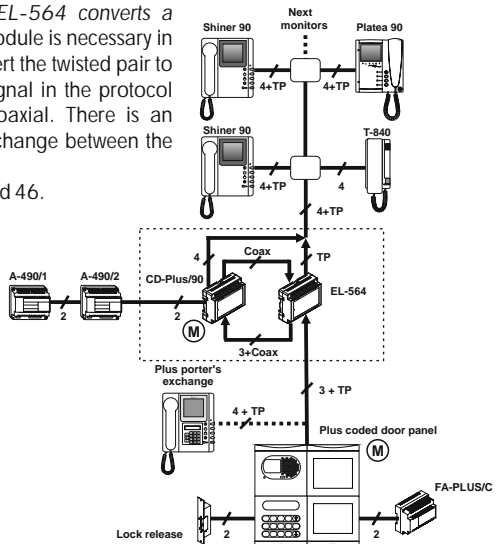 EL-564 converts a
odule is necessary in
ert the twisted pair to
gnal in the protocol
oaxial. There is an
change between the
d 46.
Next
monitors
Shiner 90
Platea 90
4+TP
4+TP
Shiner 90
T-840
4+TP
4
4+TP
4
Coax
TP
A-490/1
A-490/2
CD-Plus/90
EL-564
2
2
M
3+Coax
Plus porter's
exchange
3 + TP
4 + TP
Plus coded door panel
M
FA-PLUS/C
Lock release
2
2